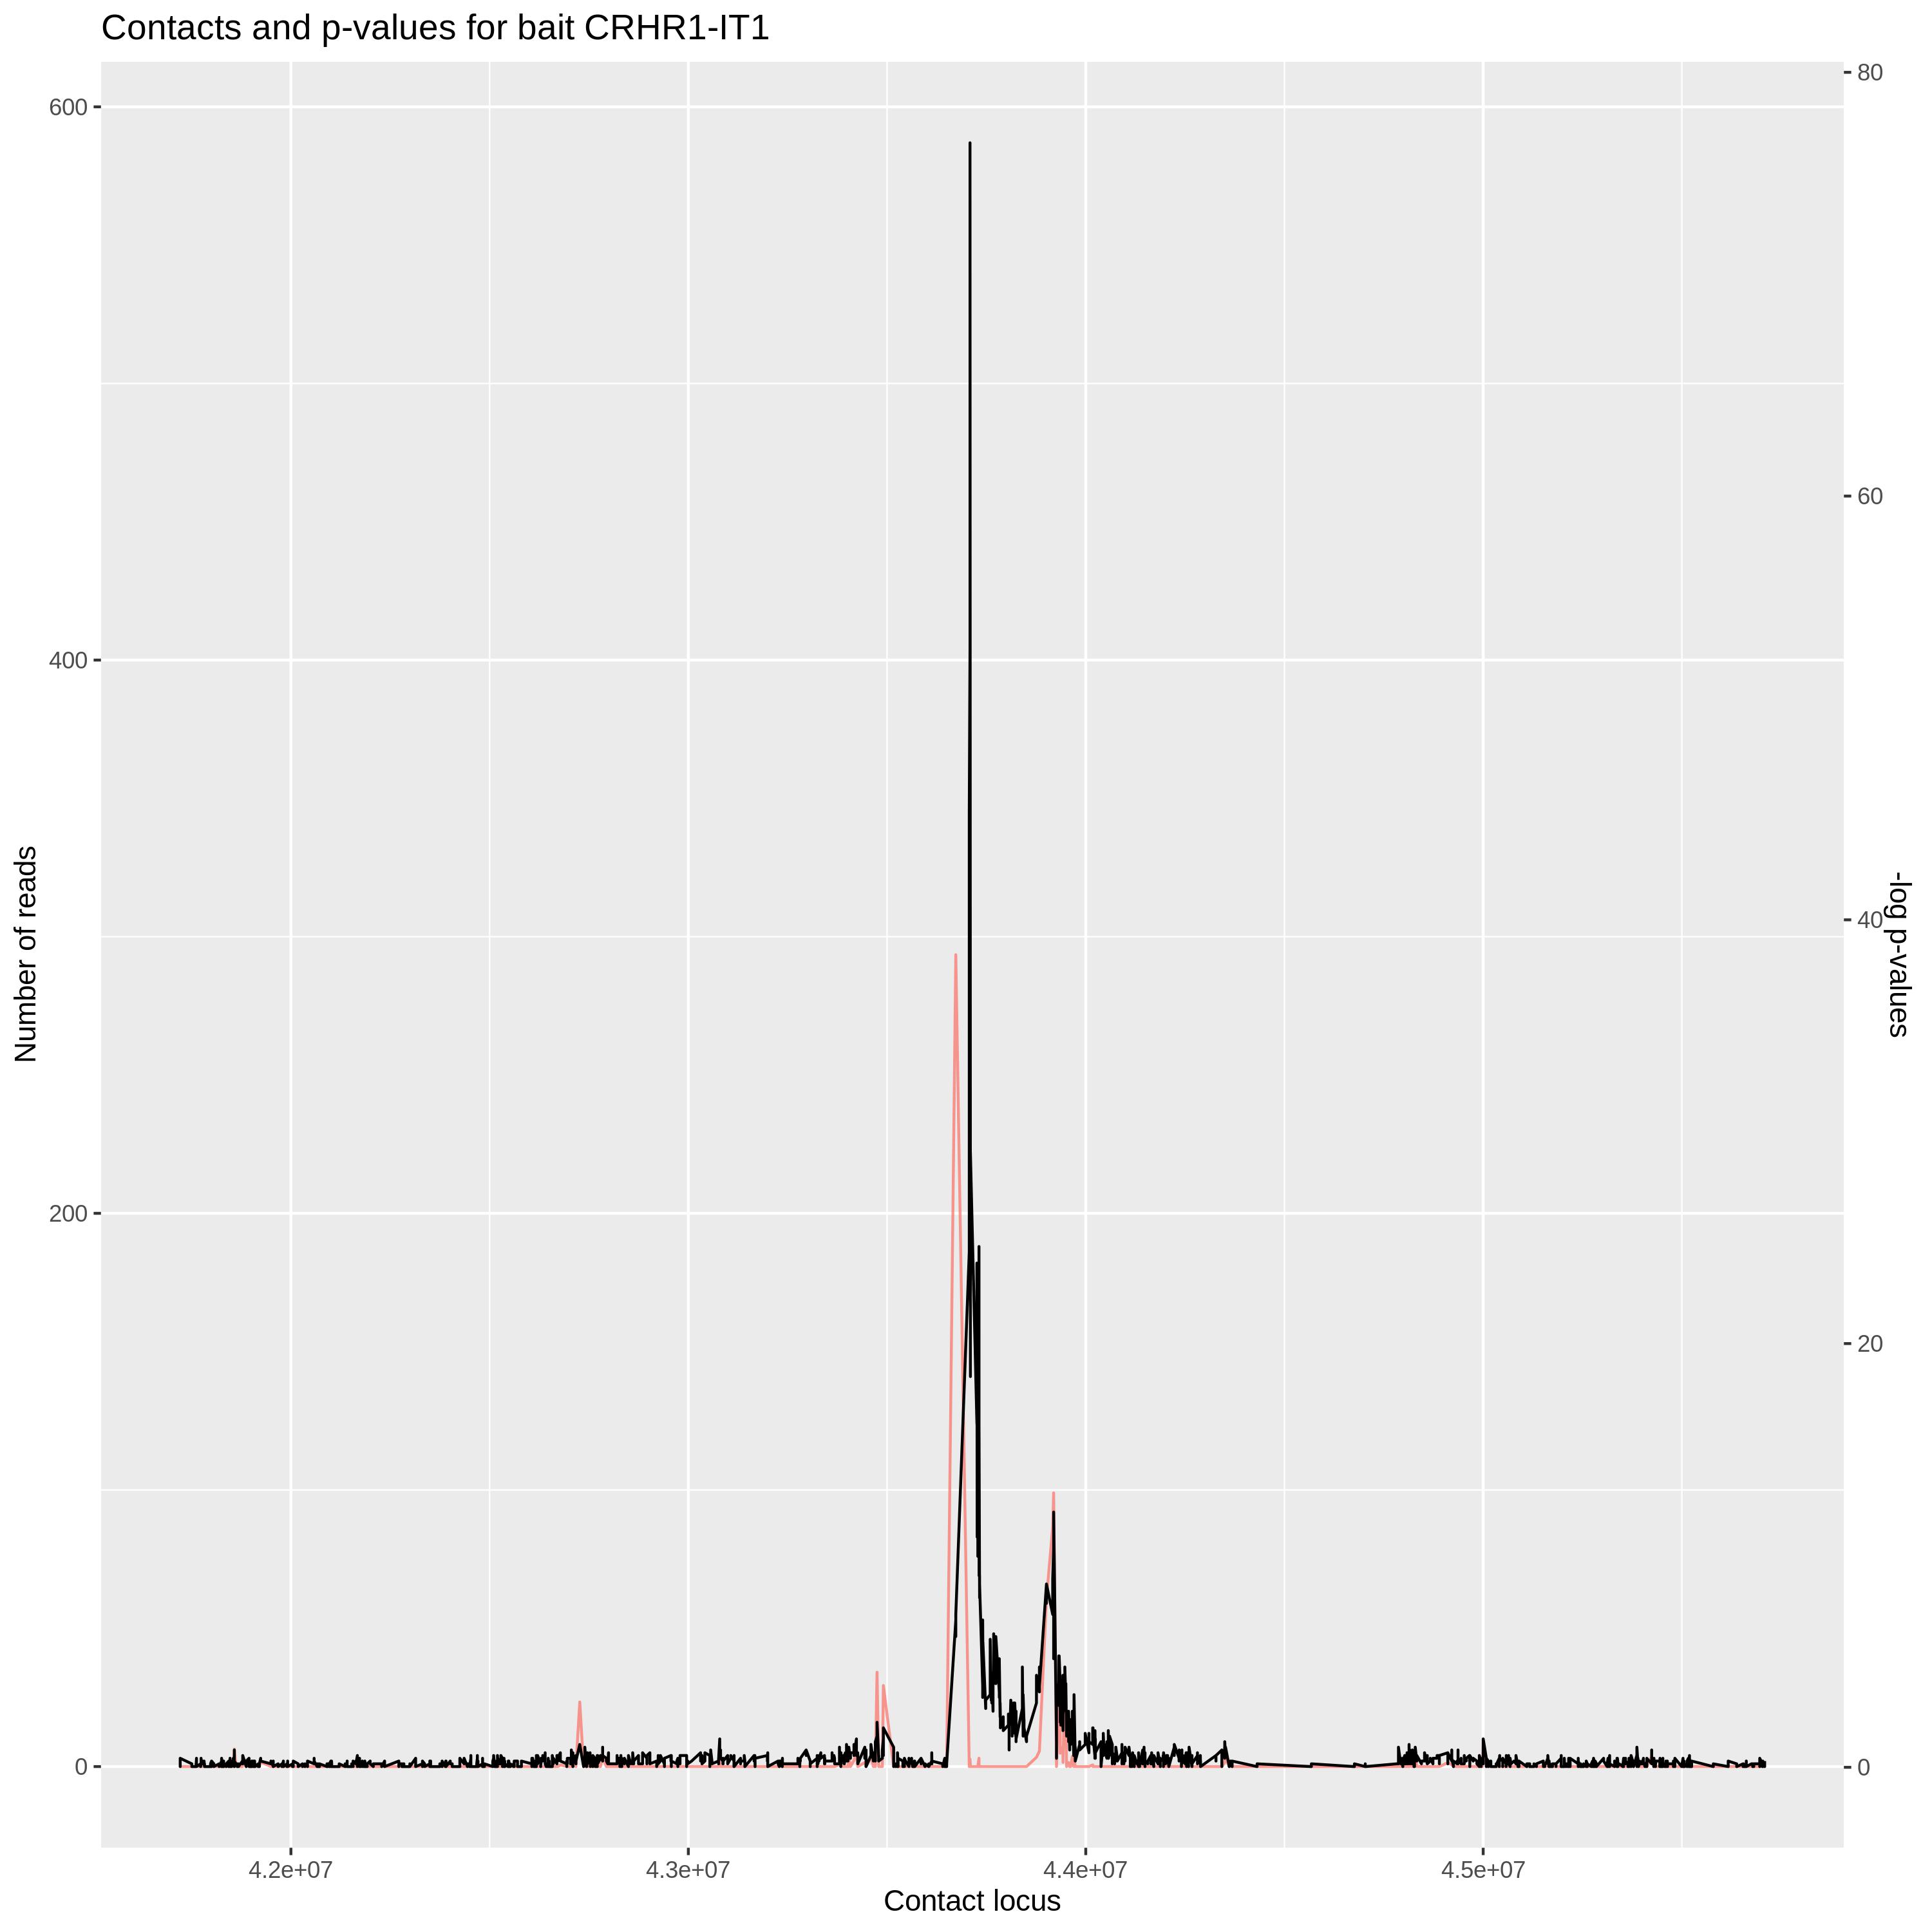 Contacts and p-values for bait CRHR1-IT1
600
400
200
0
Number of reads
80
60
40
20
0
-log p-values
4.2e+07
4.3e+07
4.4e+07
4.5e+07
Contact locus